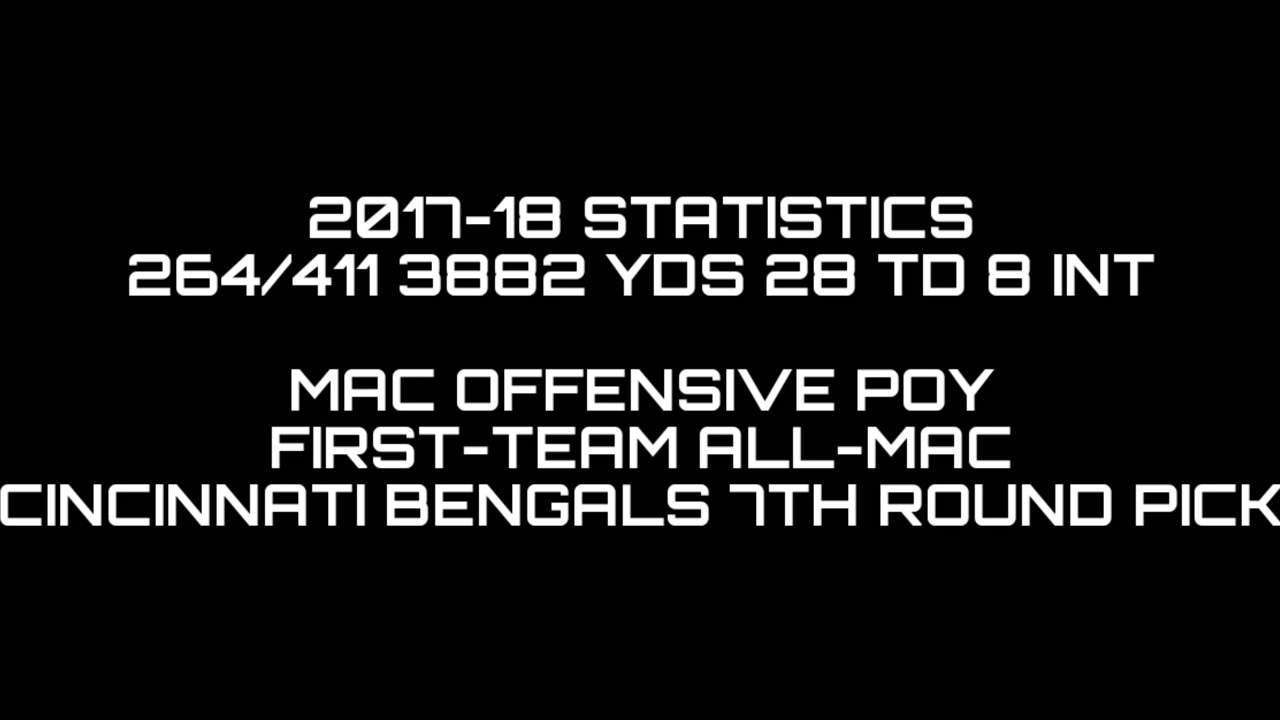 2017-18 STATISTICS
264/411 3882 YDS 28 TD 8 INT
MAC OFFENSIVE POY
FIRST-TEAM ALL-MAC
CINCINNATI BENGALS 7TH ROUND PICK